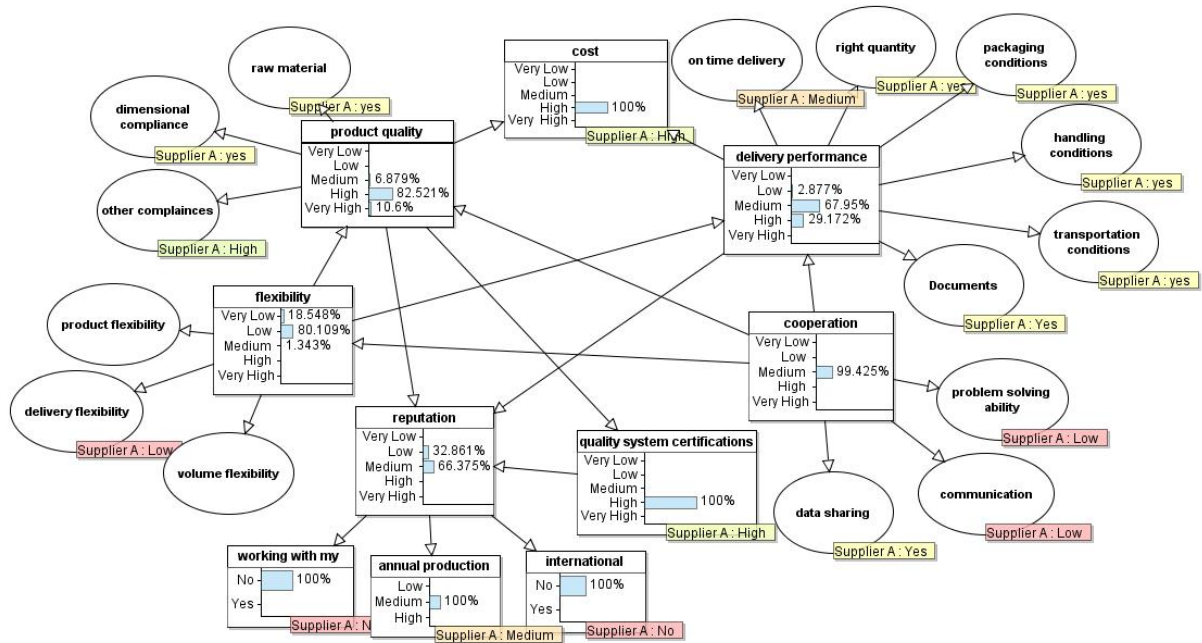 raw material
Supplier A : yes
dimensional
compliance
Supplier A : yes
other complainces
Supplier A : High
product quality
Very Low
Low
Medium 6.879%
High 82.521%
Very High 10.6%
cost
Very Low
Low
Medium
High 100%
Very High
Supplier A : High
on time delivery
Supplier A : Medium
right quantity
Supplier A : yes
packaging
conditions
Supplier A : yes
handling
conditions
Supplier A : yes
transportation
conditions
Supplier A : yes
Documents
Supplier A : Yes
delivery performance
Very Low
Low 2.877%
Medium 67.95%
High 29.172%
Very High
flexibility
Very Low 18.548%
Low 80.109%
Medium 1.343%
High
Very High
product flexibility
delivery flexibility
Supplier A : Low
volume flexibility
cooperation
Very Low
Low
Medium 99.425%
High
Very High
problem solving
ability
Supplier A : Low
communication
Supplier A : Low
data sharing
Supplier A : Yes
reputation
Very Low
Low 32.861%
Medium 66.375%
High
Very High
quality system certifications
Very Low
Low
Medium
High 100%
Very High
Supplier A : High
working with my
No 100%
Yes
Supplier A : N
annual production
Low
Medium 100%
High
Supplier A : Medium
international
No 100%
Yes
Supplier A : No